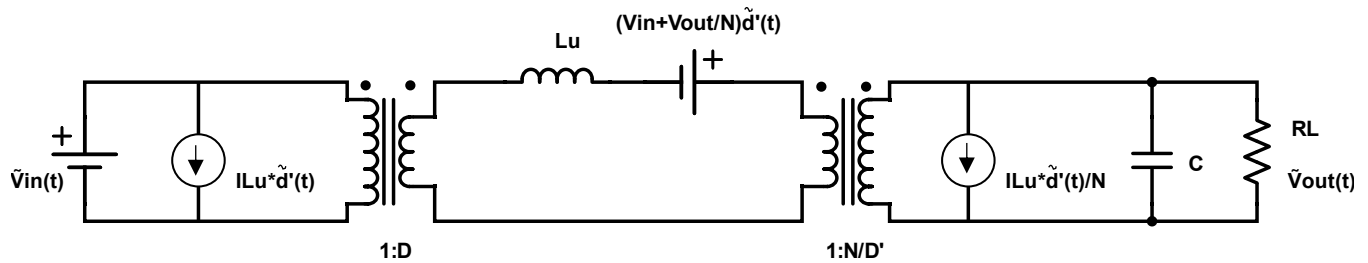 (Vin+Vout/N)d̃'(t)
Lu
+
+
Ṽin(t)
ILu*d̃'(t)
ILu*d̃'(t)/N
C
RL
Ṽout(t)
1:D
1:N/D'